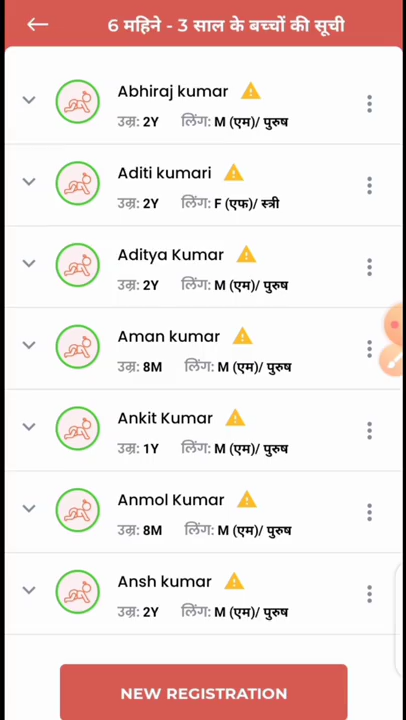 6 महिने - 3 साल के बच्चों की सूची
Abhiraj kumar
उम्र: 2Y लिंग: M (एम)/ पुरुष
Aditi kumari
उम्र: 2Y लिंग: F (एफ)/ स्त्री
Aditya Kumar
उम्र: 2Y लिंग: M (एम)/ पुरुष
Aman kumar
उम्र: 8M लिंग: M (एम)/ पुरुष
Ankit Kumar
उम्र: 1Y लिंग: M (एम)/ पुरुष
Anmol Kumar
उम्र: 8M लिंग: M (एम)/ पुरुष
Ansh kumar
उम्र: 2Y लिंग: M (एम)/ पुरुष
NEW REGISTRATION